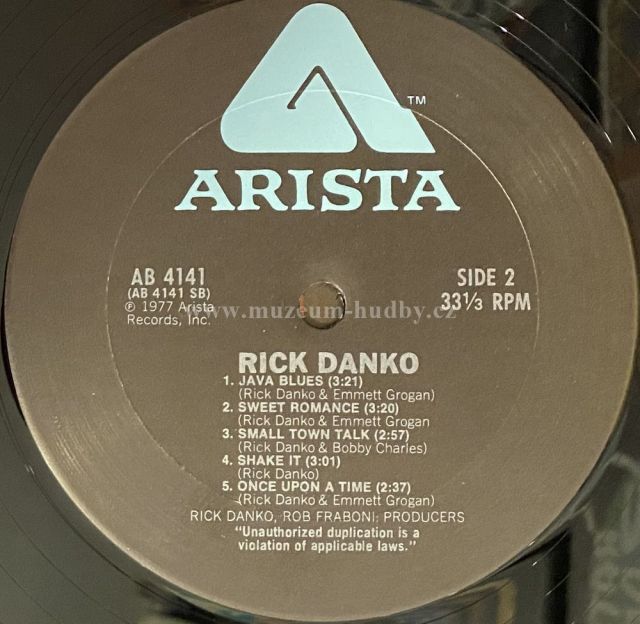 ™
ARISTA
AB 4141
(AB 4141 SB)
℗ 1977 Arista
Records, Inc.
SIDE 2
33⅓ RPM
www.muzeum-hudby.cz
RICK DANKO
1. JAVA BLUES (3:21)
(Rick Danko & Emmett Grogan)
2. SWEET ROMANCE (3:20)
(Rick Danko & Emmett Grogan
3. SMALL TOWN TALK (2:57)
(Rick Danko & Bobby Charles)
4. SHAKE IT (3:01)
(Rick Danko)
5. ONCE UPON A TIME (2:37)
(Rick Danko & Emmett Grogan)
RICK DANKO, ROB FRABONI: PRODUCERS
"Unauthorized duplication is a
violation of applicable laws."